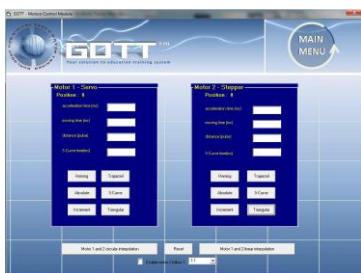 GOTT - Motion Control Module
GOTT
Your solution to education training system
MAIN
MENU
Motor 1 - Servo
Position : 0
acceleration time (ms)
moving time (ms)
distance (pulse)
S-Curve time(ms)
Homing
Trapezoid
Absolute
S-Curve
Increment
Triangular
Motor 2 - Stepper
Position : 0
acceleration time (ms)
moving time (ms)
distance (pulse)
S-Curve time(ms)
Homing
Trapezoid
Absolute
S-Curve
Increment
Triangular
Motor 1 and 2 circular interpolation
Reset
Motor 1 and 2 linear interpolation